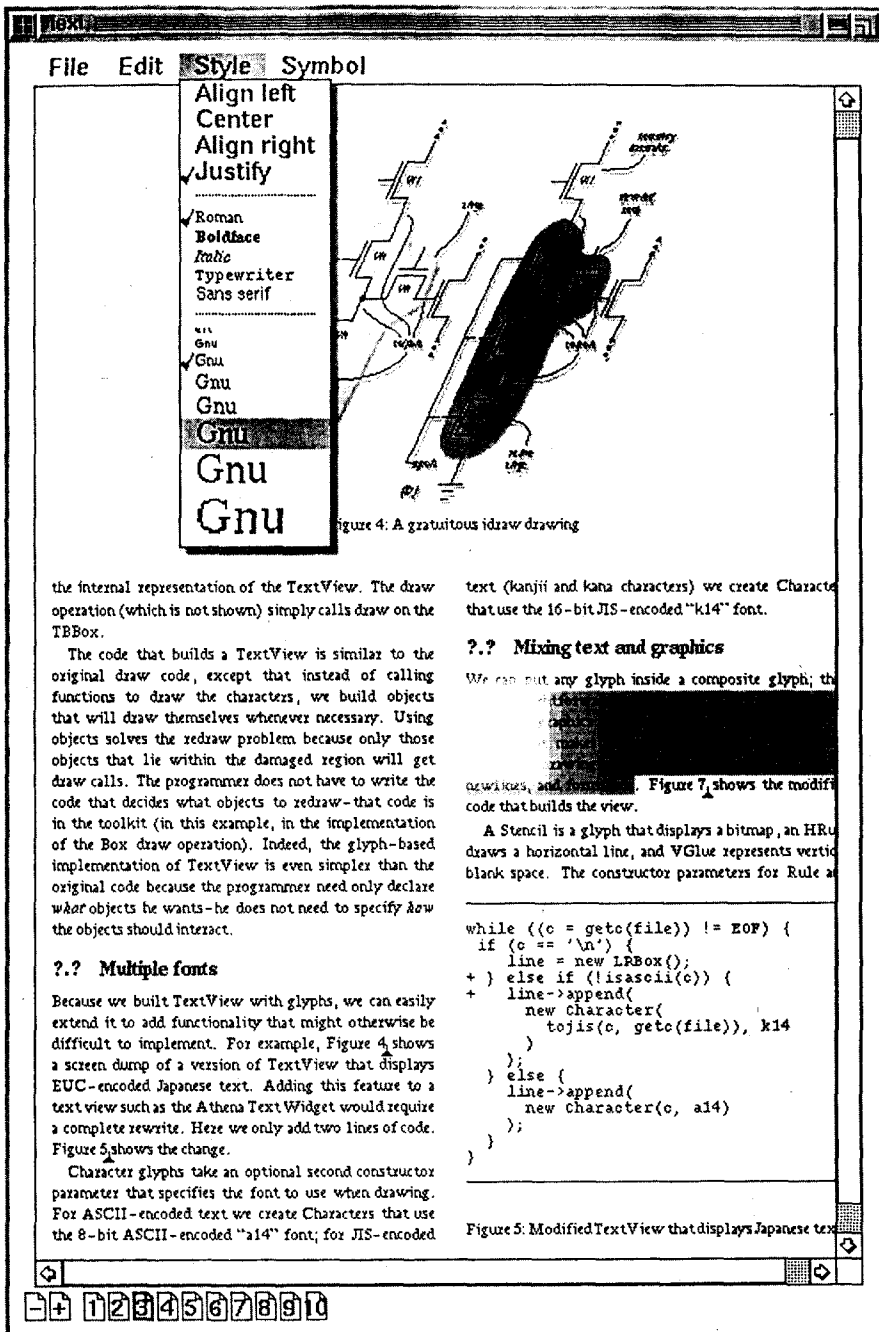 Text
File Edit Style Symbol
Align left
Center
Align right
Justify
Roman
Boldface
Italic
Typewriter
Sans serif
Gnu
Gnu
Gnu
Gnu
Gnu
Gnu
Gnu
igure 4: A gratuitous idraw drawing
the internal representation of the TextView. The draw
operation (which is not shown) simply calls draw on the
TBBox.
The code that builds a TextView is similar to the
original draw code, except that instead of calling
functions to draw the characters, we build objects
that will draw themselves whenever necessary. Using
objects solves the redraw problem because only those
objects that lie within the damaged region will get
draw calls. The programmer does not have to write the
code that decides what objects to redraw-that code is
in the toolkit (in this example, in the implementation
of the Box draw operation). Indeed, the glyph-based
implementation of TextView is even simpler than the
original code because the programmer need only declare
what objects he wants-he does not need to specify how
the objects should interact.
?.? Multiple fonts
Because we built TextView with glyphs, we can easily
extend it to add functionality that might otherwise be
difficult to implement. For example, Figure 4 shows
a screen dump of a version of TextView that displays
EUC-encoded Japanese text. Adding this feature to a
text view such as the Athena Text Widget would require
a complete rewrite. Here we only add two lines of code.
Figure 5 shows the change.
Character glyphs take an optional second constructor
parameter that specifies the font to use when drawing.
For ASCII-encoded text we create Characters that use
the 8-bit ASCII-encoded "a14" font; for JIS-encoded
text (kanjii and kana characters) we create Characte
that use the 16-bit JIS-encoded "k14" font.
?.? Mixing text and graphics
We can put any glyph inside a composite glyph; th
newlines, and . Figure 7 shows the modifi
code that builds the view.
A Stencil is a glyph that displays a bitmap, an HRu
draws a horizontal line, and VGlue represents vertic
blank space. The constructor parameters for Rule a
while ((c = getc(file)) != EOF) {
if (c == '\n') {
line = new LRBox();
+ } else if (!isascii(c)) {
+ line->append(
new Character(
tojis(c, getc(file)), k14
)
);
} else {
line->append(
new Character(c, a14)
);
}
}
Figure 5: Modified TextView that displays Japanese tex
- + 1 2 3 4 5 6 7 8 9 10